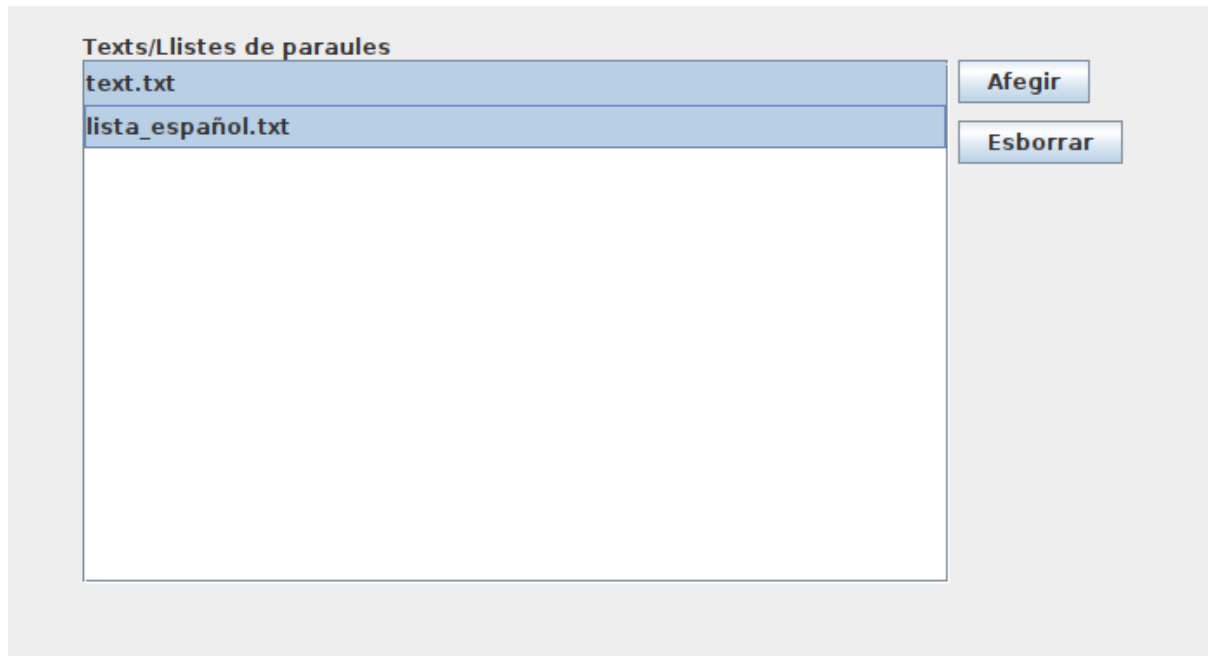 Texts/Llistes de paraules
text.txt
Afegir
lista_español.txt
Esborrar